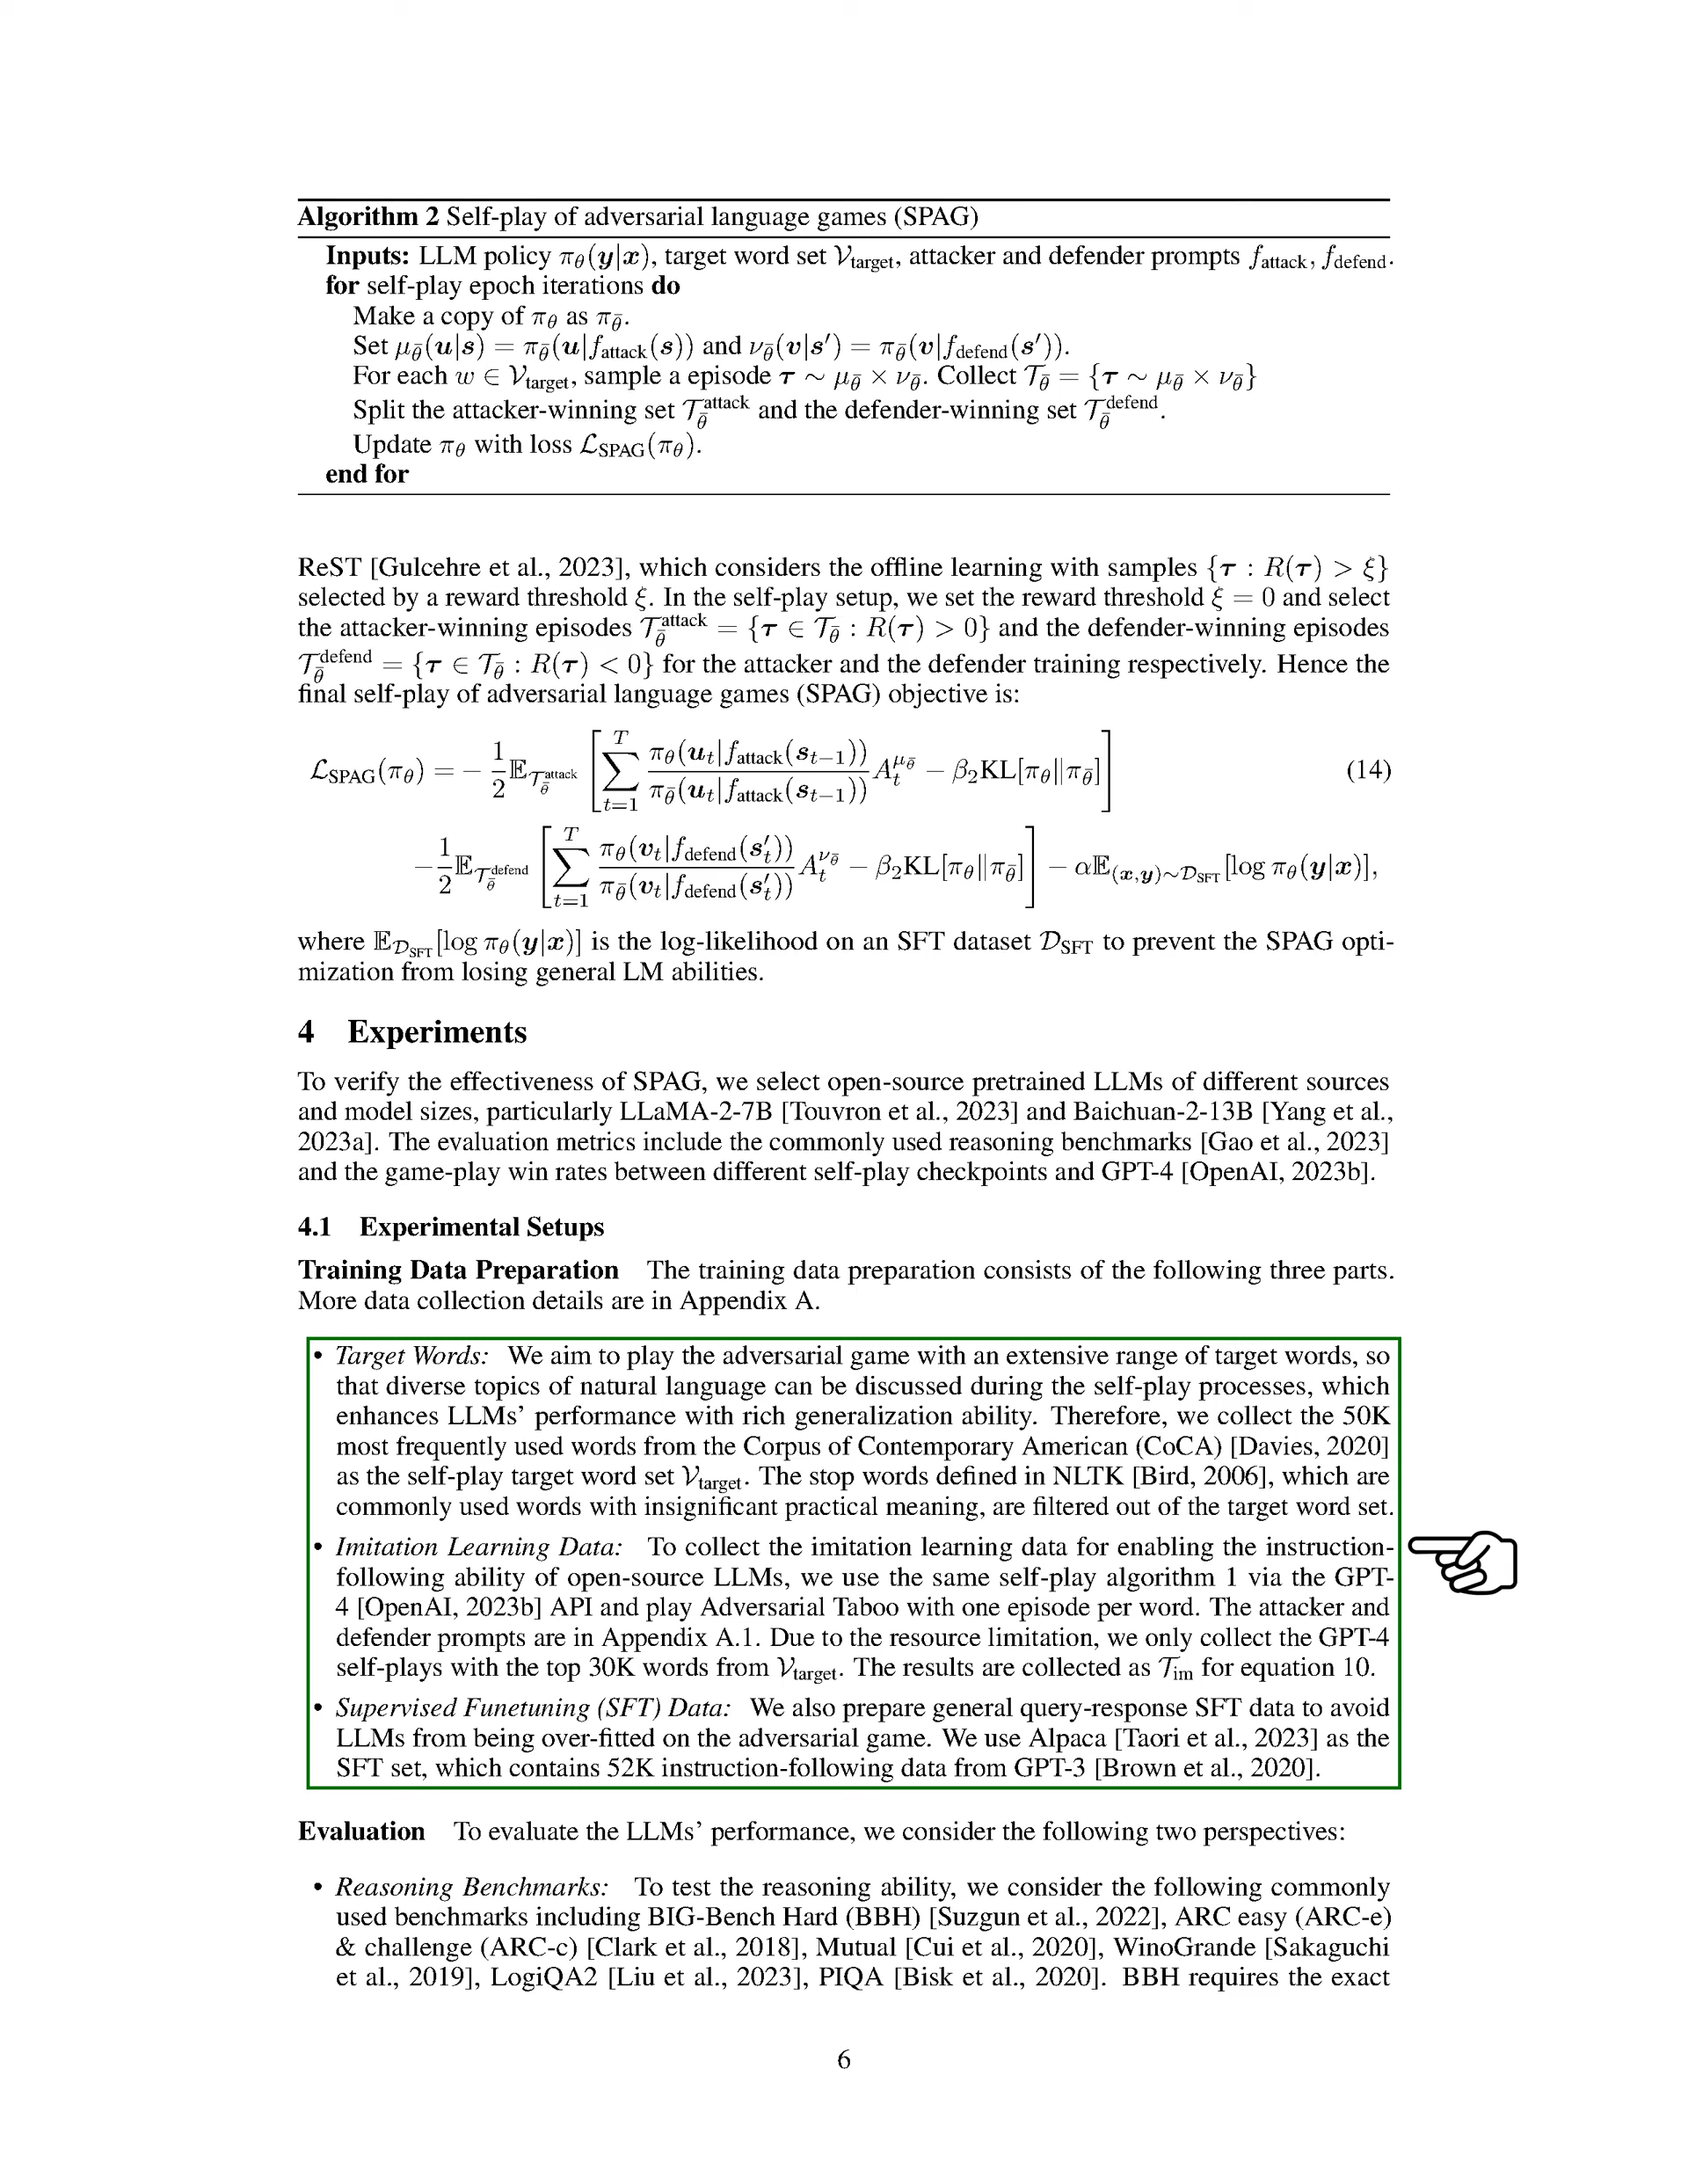 Algorithm 2 Self-play of adversarial language games (SPAG)
Inputs: LLM policy π_θ(y|x), target word set V_target, attacker and defender prompts f_attack, f_defend.
for self-play epoch iterations do
Make a copy of π_θ as π_θ̄.
Set μ_θ̄(u|s) = π_θ̄(u|f_attack(s)) and ν_θ̄(v|s′) = π_θ̄(v|f_defend(s′)).
For each w ∈ V_target, sample a episode τ ∼ μ_θ̄ × ν_θ̄. Collect T_θ̄ = {τ ∼ μ_θ̄ × ν_θ̄}
Split the attacker-winning set T_θ̄^attack and the defender-winning set T_θ̄^defend.
Update π_θ with loss L_SPAG(π_θ).
end for
ReST [Gulcehre et al., 2023], which considers the offline learning with samples {τ : R(τ) > ξ}
selected by a reward threshold ξ. In the self-play setup, we set the reward threshold ξ = 0 and select
the attacker-winning episodes T_θ̄^attack = {τ ∈ T_θ̄ : R(τ) > 0} and the defender-winning episodes
T_θ̄^defend = {τ ∈ T_θ̄ : R(τ) < 0} for the attacker and the defender training respectively. Hence the
final self-play of adversarial language games (SPAG) objective is:
L_SPAG(π_θ) = − 1/2 E_{T_θ̄^attack} [ ∑_{t=1}^{T} π_θ(u_t|f_attack(s_{t−1})) / π_θ̄(u_t|f_attack(s_{t−1})) A_t^{μ_θ̄} − β_2 KL[π_θ‖π_θ̄] ] (14)
− 1/2 E_{T_θ̄^defend} [ ∑_{t=1}^{T} π_θ(v_t|f_defend(s′_t)) / π_θ̄(v_t|f_defend(s′_t)) A_t^{ν_θ̄} − β_2 KL[π_θ‖π_θ̄] ] − αE_{(x,y)∼D_SFT}[log π_θ(y|x)],
where E_{D_SFT}[log π_θ(y|x)] is the log-likelihood on an SFT dataset D_SFT to prevent the SPAG opti-
mization from losing general LM abilities.
4 Experiments
To verify the effectiveness of SPAG, we select open-source pretrained LLMs of different sources
and model sizes, particularly LLaMA-2-7B [Touvron et al., 2023] and Baichuan-2-13B [Yang et al.,
2023a]. The evaluation metrics include the commonly used reasoning benchmarks [Gao et al., 2023]
and the game-play win rates between different self-play checkpoints and GPT-4 [OpenAI, 2023b].
4.1 Experimental Setups
Training Data Preparation The training data preparation consists of the following three parts.
More data collection details are in Appendix A.
• Target Words: We aim to play the adversarial game with an extensive range of target words, so
that diverse topics of natural language can be discussed during the self-play processes, which
enhances LLMs’ performance with rich generalization ability. Therefore, we collect the 50K
most frequently used words from the Corpus of Contemporary American (CoCA) [Davies, 2020]
as the self-play target word set V_target. The stop words defined in NLTK [Bird, 2006], which are
commonly used words with insignificant practical meaning, are filtered out of the target word set.
• Imitation Learning Data: To collect the imitation learning data for enabling the instruction-
following ability of open-source LLMs, we use the same self-play algorithm 1 via the GPT-
4 [OpenAI, 2023b] API and play Adversarial Taboo with one episode per word. The attacker and
defender prompts are in Appendix A.1. Due to the resource limitation, we only collect the GPT-4
self-plays with the top 30K words from V_target. The results are collected as T_im for equation 10.
• Supervised Funetuning (SFT) Data: We also prepare general query-response SFT data to avoid
LLMs from being over-fitted on the adversarial game. We use Alpaca [Taori et al., 2023] as the
SFT set, which contains 52K instruction-following data from GPT-3 [Brown et al., 2020].
Evaluation To evaluate the LLMs’ performance, we consider the following two perspectives:
• Reasoning Benchmarks: To test the reasoning ability, we consider the following commonly
used benchmarks including BIG-Bench Hard (BBH) [Suzgun et al., 2022], ARC easy (ARC-e)
& challenge (ARC-c) [Clark et al., 2018], Mutual [Cui et al., 2020], WinoGrande [Sakaguchi
et al., 2019], LogiQA2 [Liu et al., 2023], PIQA [Bisk et al., 2020]. BBH requires the exact
6